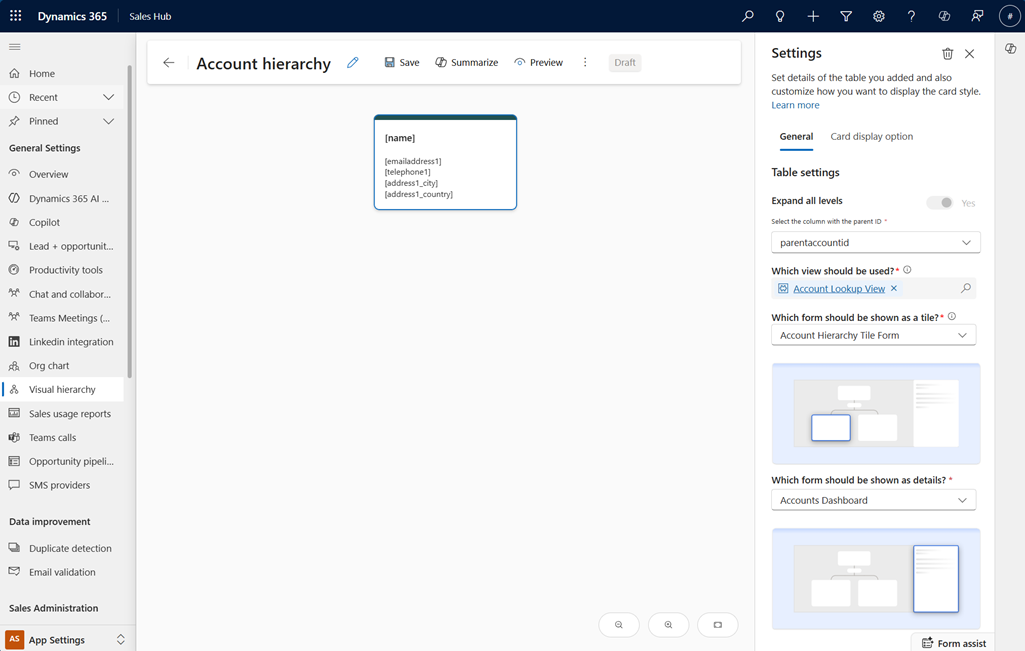 Dynamics 365
Sales Hub
#
Home
Recent
Pinned
General Settings
Overview
Dynamics 365 AI ...
Copilot
Lead + opportunit...
Productivity tools
Chat and collabor...
Teams Meetings (...
LinkedIn integration
Org chart
Visual hierarchy
Sales usage reports
Teams calls
Opportunity pipeli...
SMS providers
Data improvement
Duplicate detection
Email validation
Sales Administration
AS App Settings
Account hierarchy
Save
Summarize
Preview
Draft
[name]
[emailaddress1]
[telephone1]
[address1_city]
[address1_country]
Settings
Set details of the table you added and also
customize how you want to display the card style.
Learn more
General
Card display option
Table settings
Expand all levels
Yes
Select the column with the parent ID *
parentaccountid
Which view should be used?*
Account Lookup View
Which form should be shown as a tile?*
Account Hierarchy Tile Form
Which form should be shown as details? *
Accounts Dashboard
Form assist